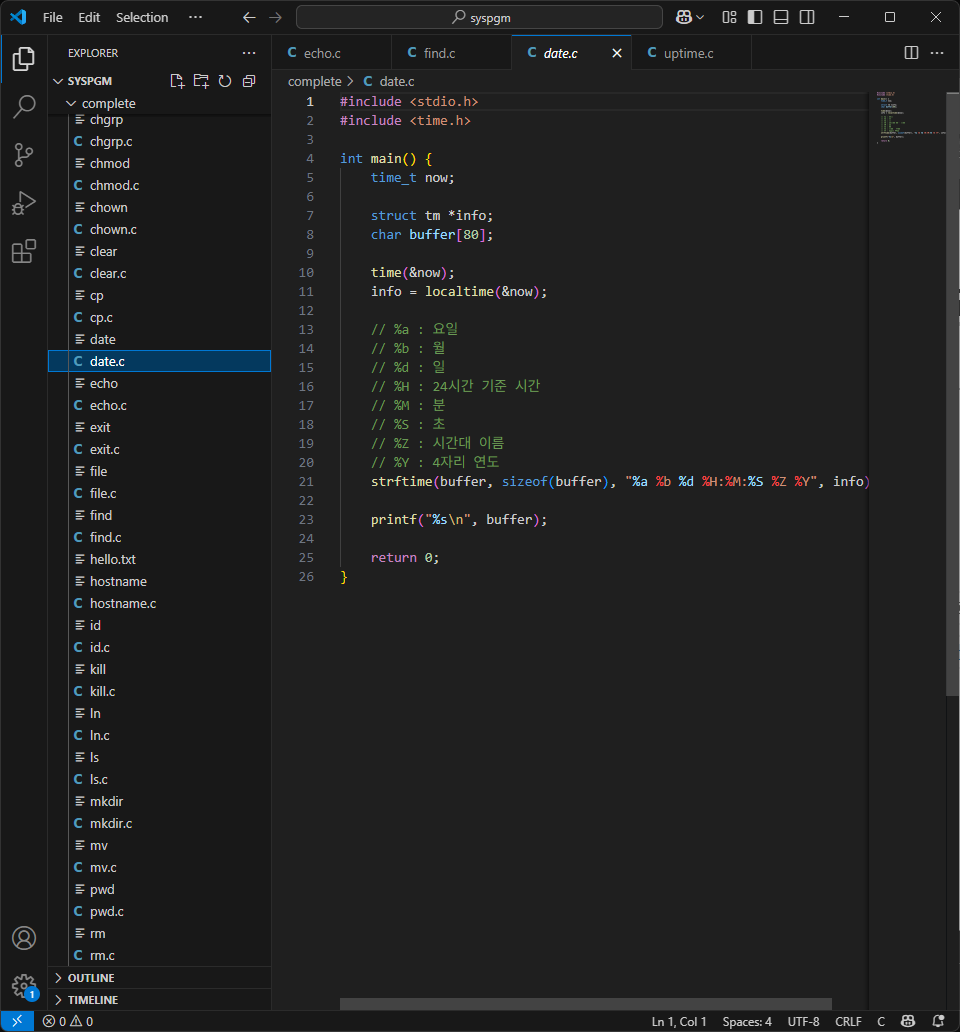 File Edit Selection ··· syspgm
EXPLORER ···
SYSPGM
complete
chgrp
chgrp.c
chmod
chmod.c
chown
chown.c
clear
clear.c
cp
cp.c
date
date.c
echo
echo.c
exit
exit.c
file
file.c
find
find.c
hello.txt
hostname
hostname.c
id
id.c
kill
kill.c
ln
ln.c
ls
ls.c
mkdir
mkdir.c
mv
mv.c
pwd
pwd.c
rm
rm.c
OUTLINE
TIMELINE
C echo.c C find.c C date.c C uptime.c
complete > C date.c
1 #include <stdio.h>
2 #include <time.h>
3
4 int main() {
5 time_t now;
6
7 struct tm *info;
8 char buffer[80];
9
10 time(&now);
11 info = localtime(&now);
12
13 // %a : 요일
14 // %b : 월
15 // %d : 일
16 // %H : 24시간 기준 시간
17 // %M : 분
18 // %S : 초
19 // %Z : 시간대 이름
20 // %Y : 4자리 연도
21 strftime(buffer, sizeof(buffer), "%a %b %d %H:%M:%S %Z %Y", info)
22
23 printf("%s\n", buffer);
24
25 return 0;
26 }
1
0 0 Ln 1, Col 1 Spaces: 4 UTF-8 CRLF C